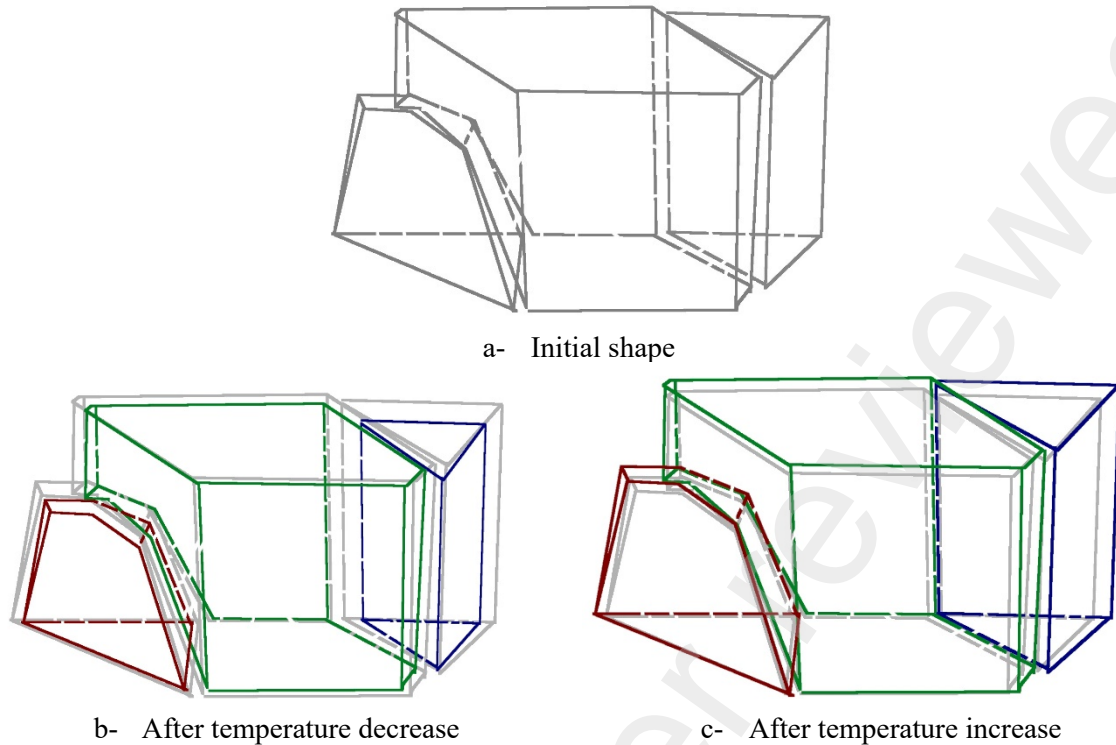 a- Initial shape
b- After temperature decrease
c- After temperature increase